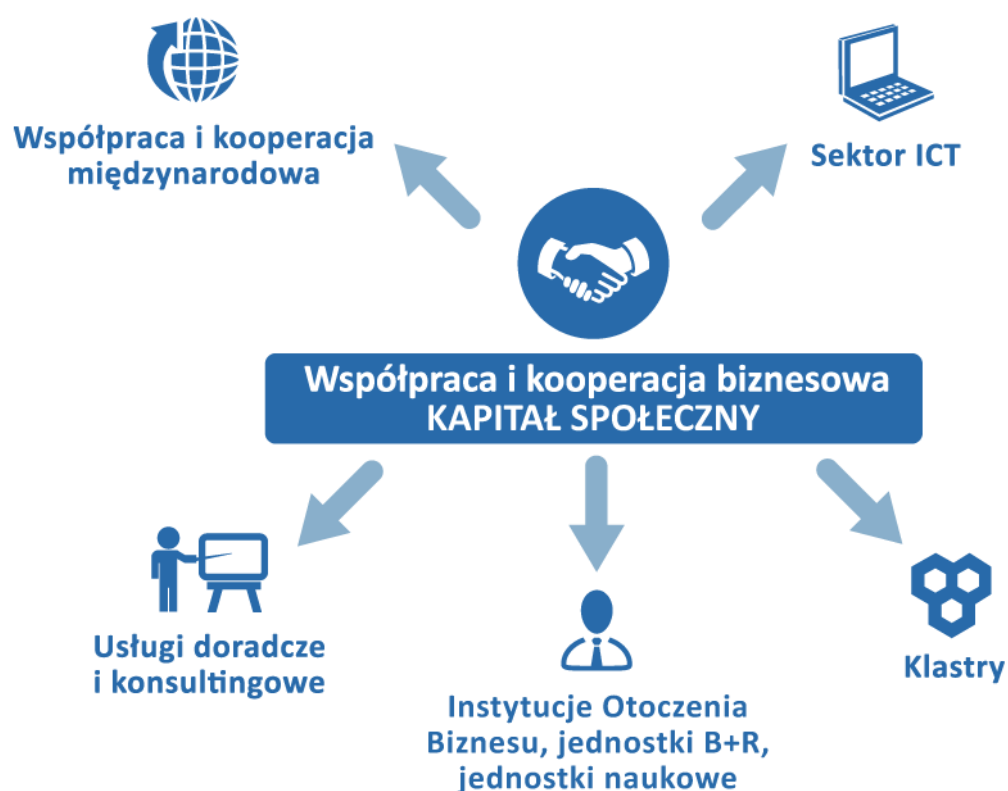 Współpraca i kooperacja
międzynarodowa
Sektor ICT
Współpraca i kooperacja biznesowa
KAPITAŁ SPOŁECZNY
Usługi doradcze
i konsultingowe
Instytucje Otoczenia
Biznesu, jednostki B+R,
jednostki naukowe
Klastry